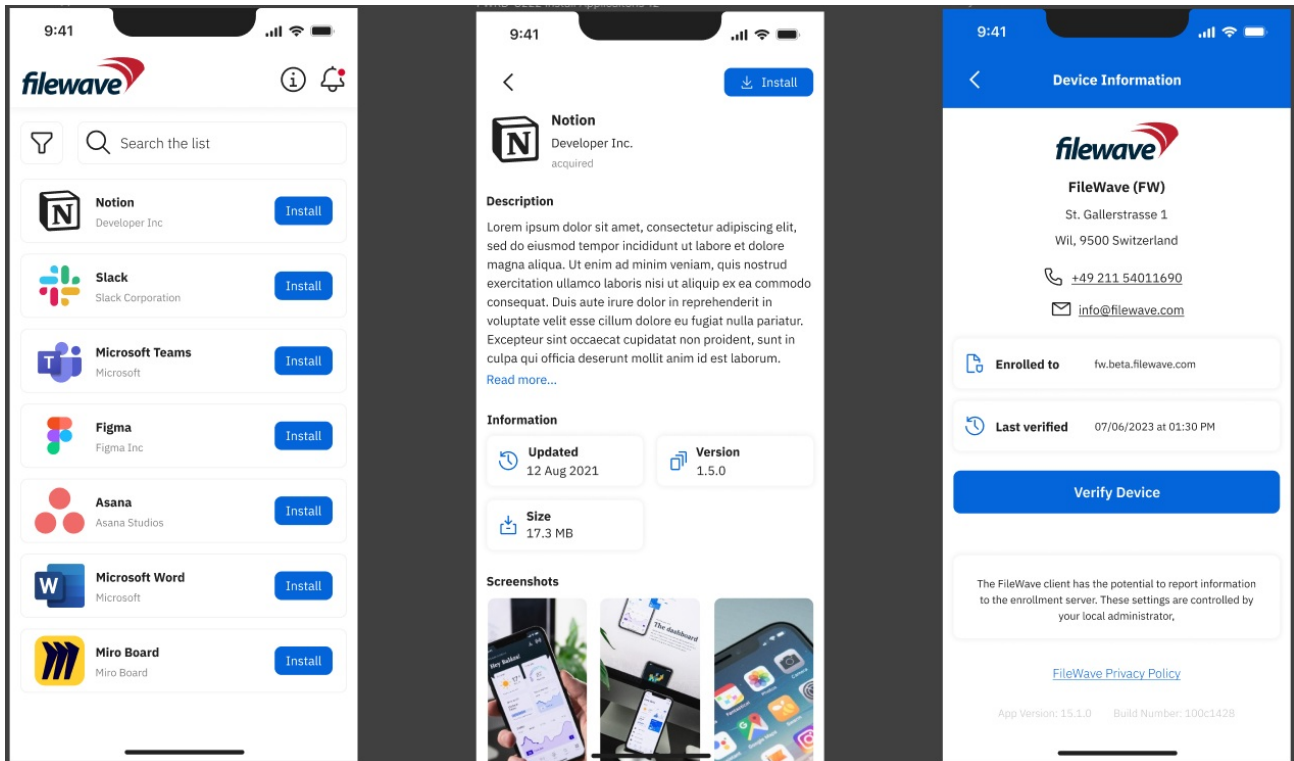 9:41
filewave
Search the list
Notion
Developer Inc
Install
Slack
Slack Corporation
Install
Microsoft Teams
Microsoft
Install
Figma
Figma Inc
Install
Asana
Asana Studios
Install
Microsoft Word
Microsoft
Install
Miro Board
Miro Board
Install
9:41
Install
Notion
Developer Inc.
acquired
Description
Lorem ipsum dolor sit amet, consectetur adipiscing elit,
sed do eiusmod tempor incididunt ut labore et dolore
magna aliqua. Ut enim ad minim veniam, quis nostrud
exercitation ullamco laboris nisi ut aliquip ex ea commodo
consequat. Duis aute irure dolor in reprehenderit in
voluptate velit esse cillum dolore eu fugiat nulla pariatur.
Excepteur sint occaecat cupidatat non proident, sunt in
culpa qui officia deserunt mollit anim id est laborum.
Read more...
Information
Updated
12 Aug 2021
Version
1.5.0
Size
17.3 MB
Screenshots
The dashboard
9:41
Device Information
filewave
FileWave (FW)
St. Gallerstrasse 1
Wil, 9500 Switzerland
+49 211 54011690
info@filewave.com
Enrolled to fw.beta.filewave.com
Last verified 07/06/2023 at 01:30 PM
Verify Device
The FileWave client has the potential to report information
to the enrollment server. These settings are controlled by
your local administrator,
FileWave Privacy Policy
App Version: 15.1.0 Build Number: 100c1428